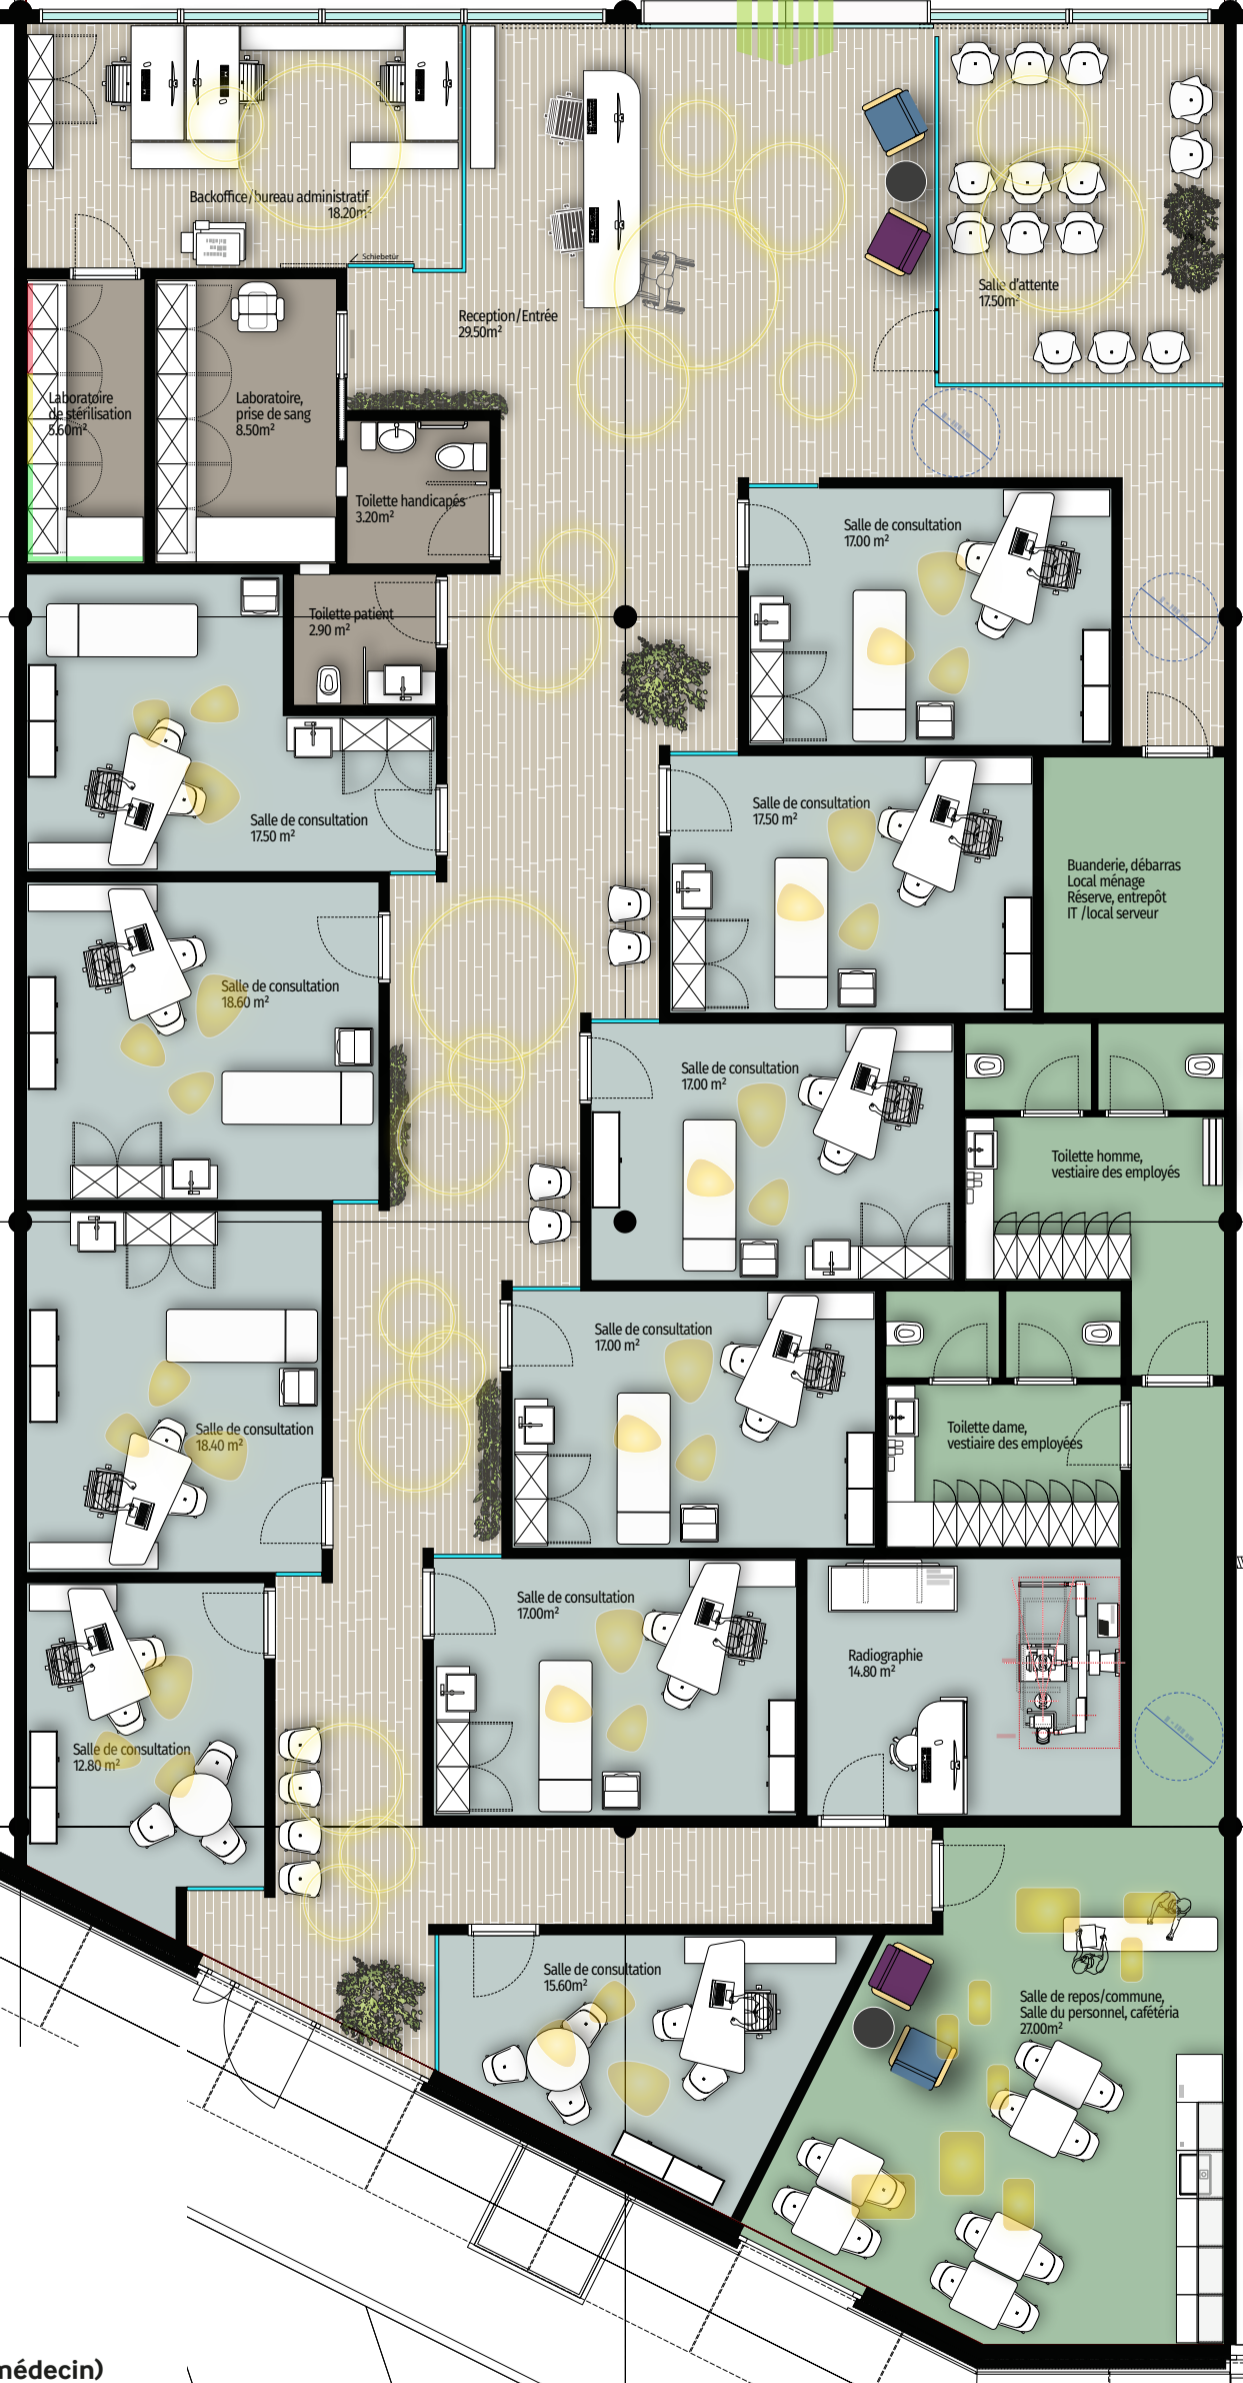 Backoffice/bureau administratif
18.20m²
Schiebetür
Reception/Entrée
29.50m²
Salle d'attente
17.50m²
Laboratoire
de stérilisation
5.60m²
Laboratoire,
prise de sang
8.50m²
Toilette handicapés
3.20m²
Salle de consultation
17.00 m²
Toilette patient
2.90 m²
Salle de consultation
17.50 m²
Salle de consultation
17.50 m²
Buanderie, débarras
Local ménage
Réserve, entrepôt
IT /local serveur
Salle de consultation
18.60 m²
Salle de consultation
17.00 m²
Toilette homme,
vestiaire des employés
Salle de consultation
17.00 m²
Salle de consultation
18.40 m²
Toilette dame,
vestiaire des employées
Salle de consultation
17.00m²
Radiographie
14.80 m²
Salle de consultation
12.80 m²
Salle de consultation
15.60m²
Salle de repos/commune,
Salle du personnel, cafétéria
27.00m²
médecin)